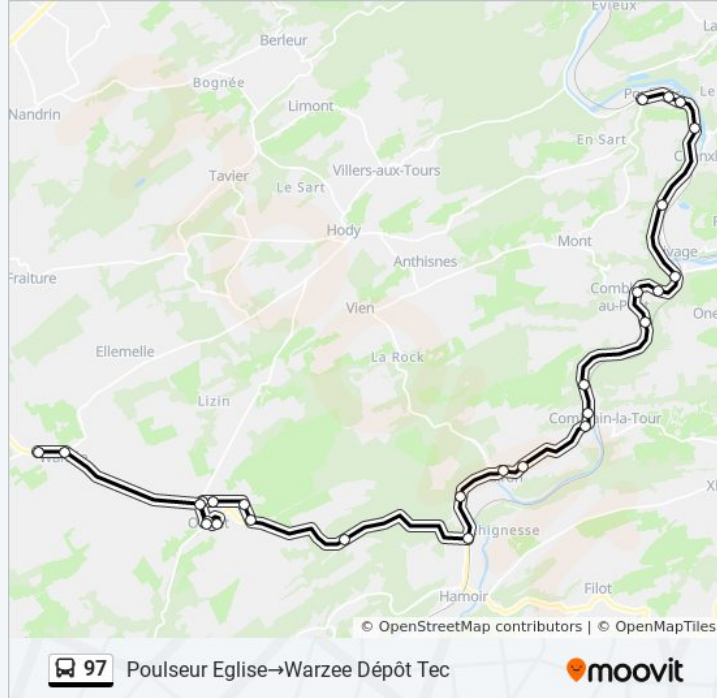 Evieux
Berleur
Bognée
Limont
Nandrin
En Sart
Villers-aux-Tours
Tavier
Le Sart
Hody
Mont
Anthisnes
Fraiture
Vien
Ellemelle
La Rock
Lizin
Hamoir
Filot
© OpenStreetMap contributors | © OpenMapTiles
97 Poulseur Eglise→Warzee Dépôt Tec
moovit